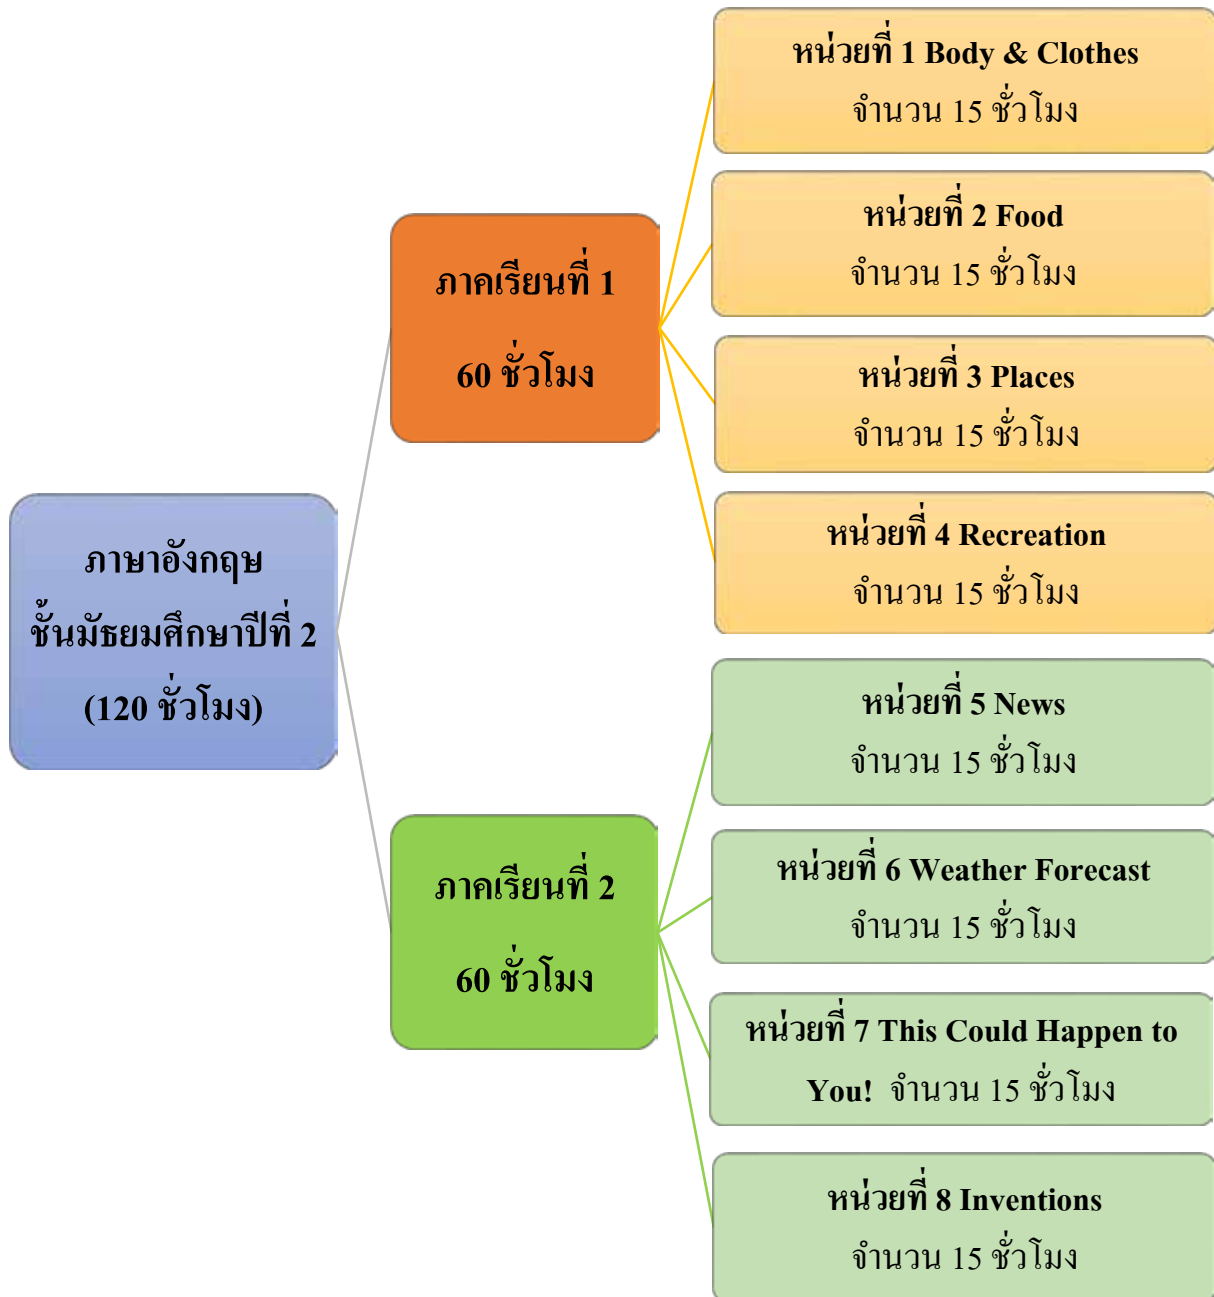 ภาษาอังกฤษ
ชั้นมัธยมศึกษาปีที่ 2
(120 ชั่วโมง)
ภาคเรียนที่ 1
60 ชั่วโมง
หน่วยที่ 1 Body & Clothes
จำนวน 15 ชั่วโมง
หน่วยที่ 2 Food
จำนวน 15 ชั่วโมง
หน่วยที่ 3 Places
จำนวน 15 ชั่วโมง
หน่วยที่ 4 Recreation
จำนวน 15 ชั่วโมง
ภาคเรียนที่ 2
60 ชั่วโมง
หน่วยที่ 5 News
จำนวน 15 ชั่วโมง
หน่วยที่ 6 Weather Forecast
จำนวน 15 ชั่วโมง
หน่วยที่ 7 This Could Happen to
You! จำนวน 15 ชั่วโมง
หน่วยที่ 8 Inventions
จำนวน 15 ชั่วโมง